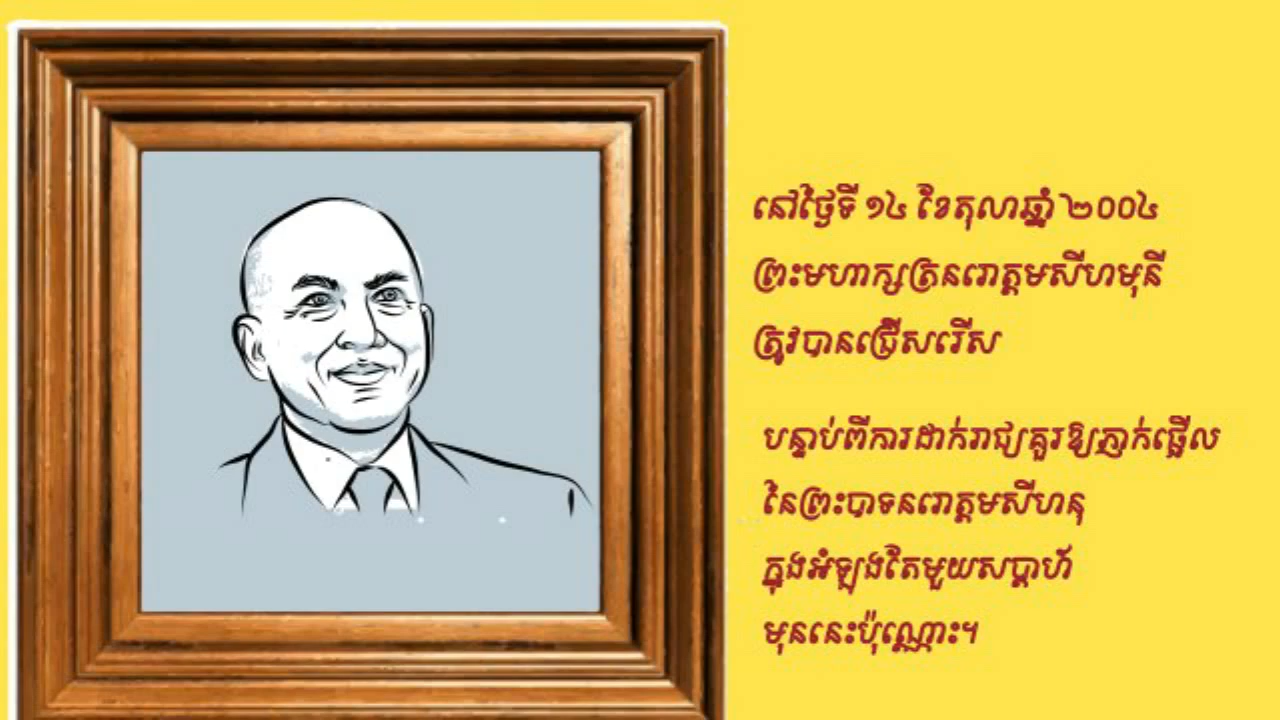 នៅថ្ងៃទី ១៤ ខែតុលាឆ្នាំ ២០០៤
ព្រះមហាក្សត្រនរោត្តមសីហមុនី
ត្រូវបានជ្រើសរើស
បន្ទាប់ពីការដាក់រាជ្យគួរឱ្យភ្ញាក់ផ្អើល
នៃព្រះបាទនរោត្តមសីហនុ
ក្នុងអំឡុងតែមួយសប្តាហ៍
មុននេះប៉ុណ្ណោះ។